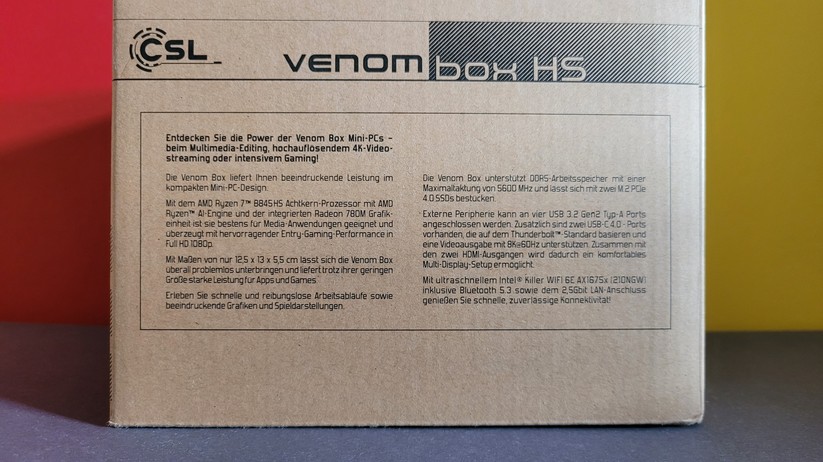 CSL
VENOM box HS
Entdecken Sie die Power der Venom Box Mini-PCs –
beim Multimedia-Editing, hochauflösendem 4K-Video-
streaming oder intensivem Gaming!
Die Venom Box liefert Ihnen beeindruckende Leistung im
kompakten Mini-PC-Design.
Mit dem AMD Ryzen 7™ 8845HS Achtkern-Prozessor mit AMD
Ryzen™ AI-Engine und der integrierten Radeon 780M Grafik-
einheit ist sie bestens für Media-Anwendungen geeignet und
überzeugt mit hervorragender Entry-Gaming-Performance in
Full HD 1080p.
Mit Maßen von nur 12,5 x 13 x 5,5 cm lässt sich die Venom Box
überall problemlos unterbringen und liefert trotz ihrer geringen
Größe starke Leistung für Apps und Games.
Erleben Sie schnelle und reibungslose Arbeitsabläufe sowie
beeindruckende Grafiken und Spieldarstellungen.
Die Venom Box unterstützt DDR5-Arbeitsspeicher mit einer
Maximaltaktung von 5600 MHz und lässt sich mit zwei M.2 PCIe
4.0 SSDs bestücken.
Externe Peripherie kann an vier USB 3.2 Gen2 Typ-A Ports
angeschlossen werden. Zusätzlich sind zwei USB-C 4.0 - Ports
vorhanden, die auf dem Thunderbolt™-Standard basieren und
eine Videoausgabe mit 8K@60Hz unterstützen. Zusammen mit
den zwei HDMI-Ausgängen wird dadurch ein komfortables
Multi-Display-Setup ermöglicht.
Mit ultraschnellem Intel® Killer WIFI 6E AX1675x (210NGW)
inklusive Bluetooth 5.3 sowie dem 2,5Gbit LAN-Anschluss
genießen Sie schnelle, zuverlässige Konnektivität!